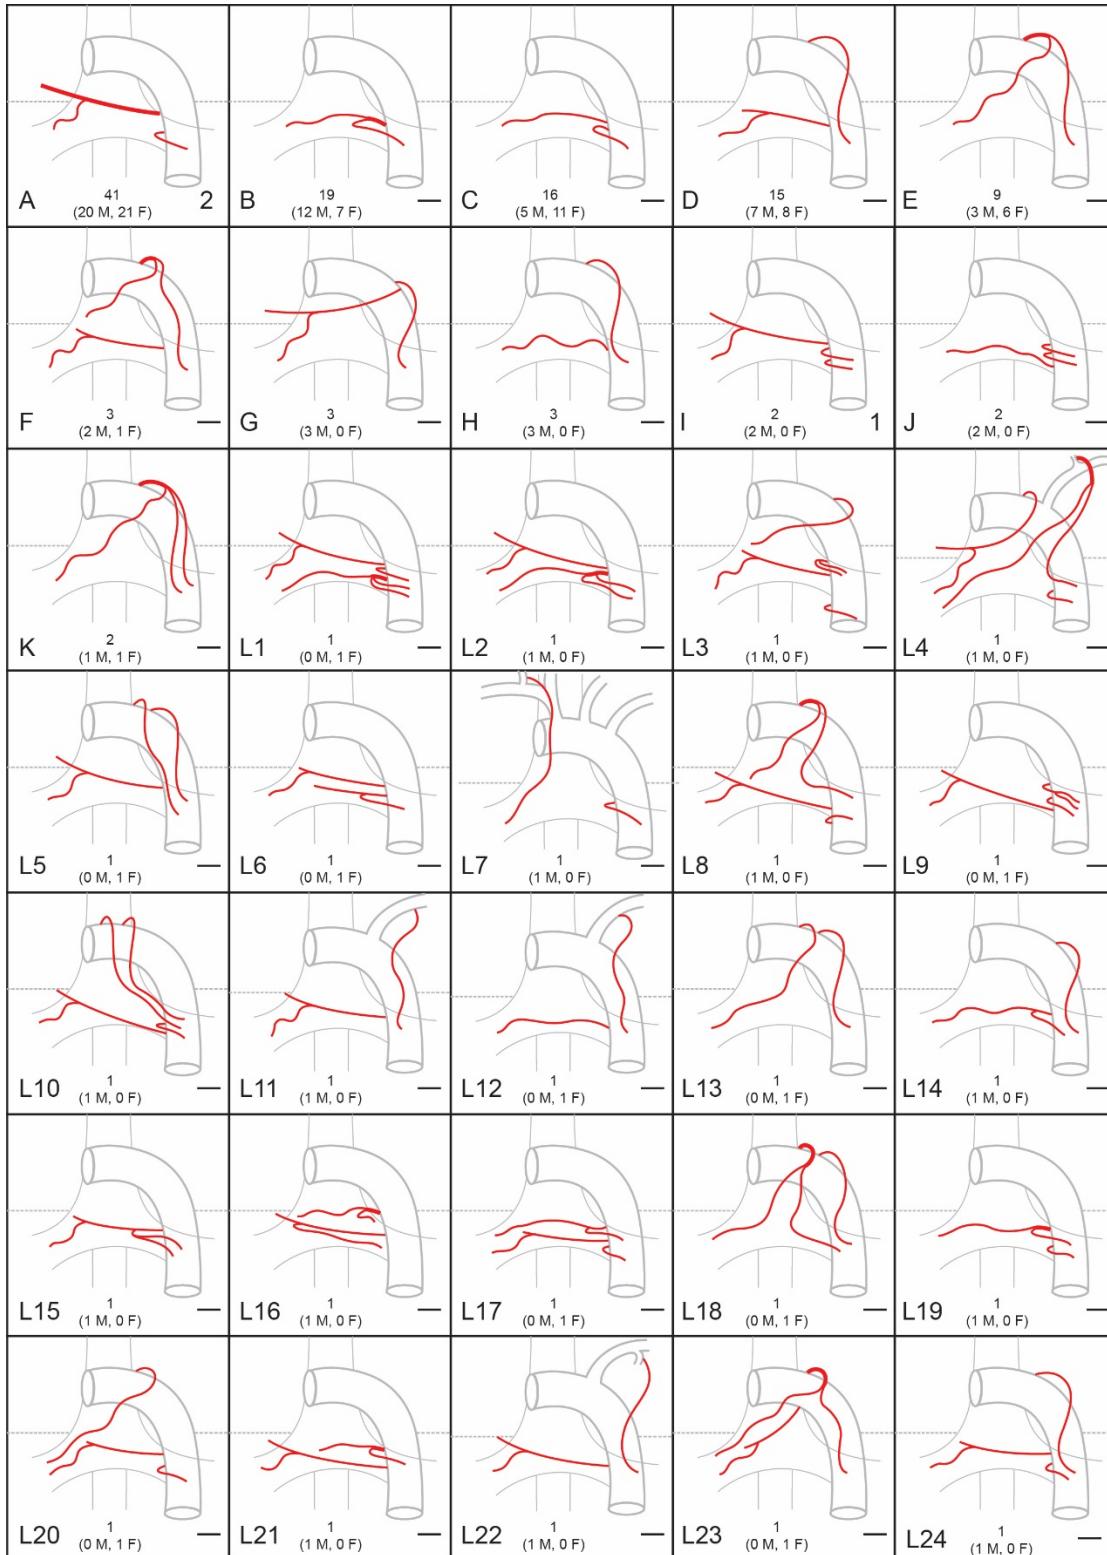 A 41 (20 M, 21 F) 2
B 19 (12 M, 7 F)
C 16 (5 M, 11 F)
D 15 (7 M, 8 F)
E 9 (3 M, 6 F)
F 3 (2 M, 1 F)
G 3 (3 M, 0 F)
H 3 (3 M, 0 F)
I 2 (2 M, 0 F) 1
J 2 (2 M, 0 F)
K 2 (1 M, 1 F)
L1 1 (0 M, 1 F)
L2 1 (1 M, 0 F)
L3 1 (1 M, 0 F)
L4 1 (1 M, 0 F)
L5 1 (0 M, 1 F)
L6 1 (0 M, 1 F)
L7 1 (1 M, 0 F)
L8 1 (1 M, 0 F)
L9 1 (0 M, 1 F)
L10 1 (1 M, 0 F)
L11 1 (1 M, 0 F)
L12 1 (0 M, 1 F)
L13 1 (0 M, 1 F)
L14 1 (1 M, 0 F)
L15 1 (1 M, 0 F)
L16 1 (1 M, 0 F)
L17 1 (0 M, 1 F)
L18 1 (0 M, 1 F)
L19 1 (1 M, 0 F)
L20 1 (0 M, 1 F)
L21 1 (1 M, 0 F)
L22 1 (1 M, 0 F)
L23 1 (0 M, 1 F)
L24 1 (1 M, 0 F)